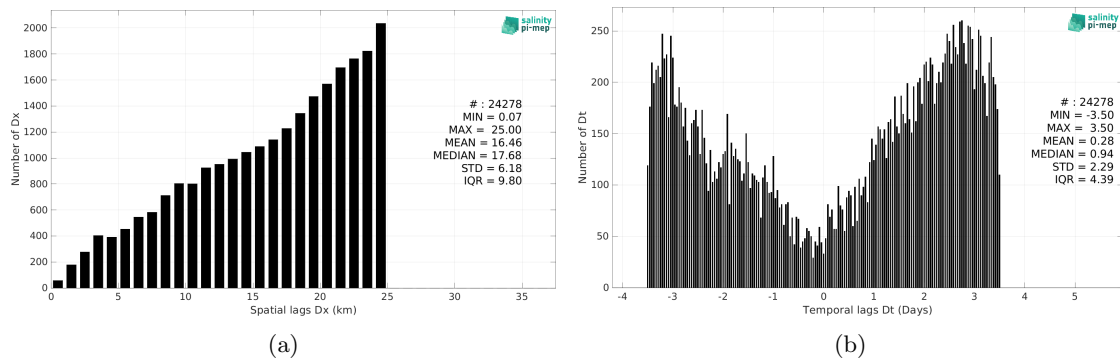 2000
1800
1600
1400
1200
1000
800
600
400
200
0
Number of Dx
0 5 10 15 20 25 30 35
Spatial lags Dx (km)
salinity
pi-mep
# : 24278
MIN = 0.07
MAX = 25.00
MEAN = 16.46
MEDIAN = 17.68
STD = 6.18
IQR = 9.80
(a)
250
200
150
100
50
0
Number of Dt
-4 -3 -2 -1 0 1 2 3 4 5
Temporal lags Dt (Days)
salinity
pi-mep
# : 24278
MIN = -3.50
MAX = 3.50
MEAN = 0.28
MEDIAN = 0.94
STD = 2.29
IQR = 4.39
(b)